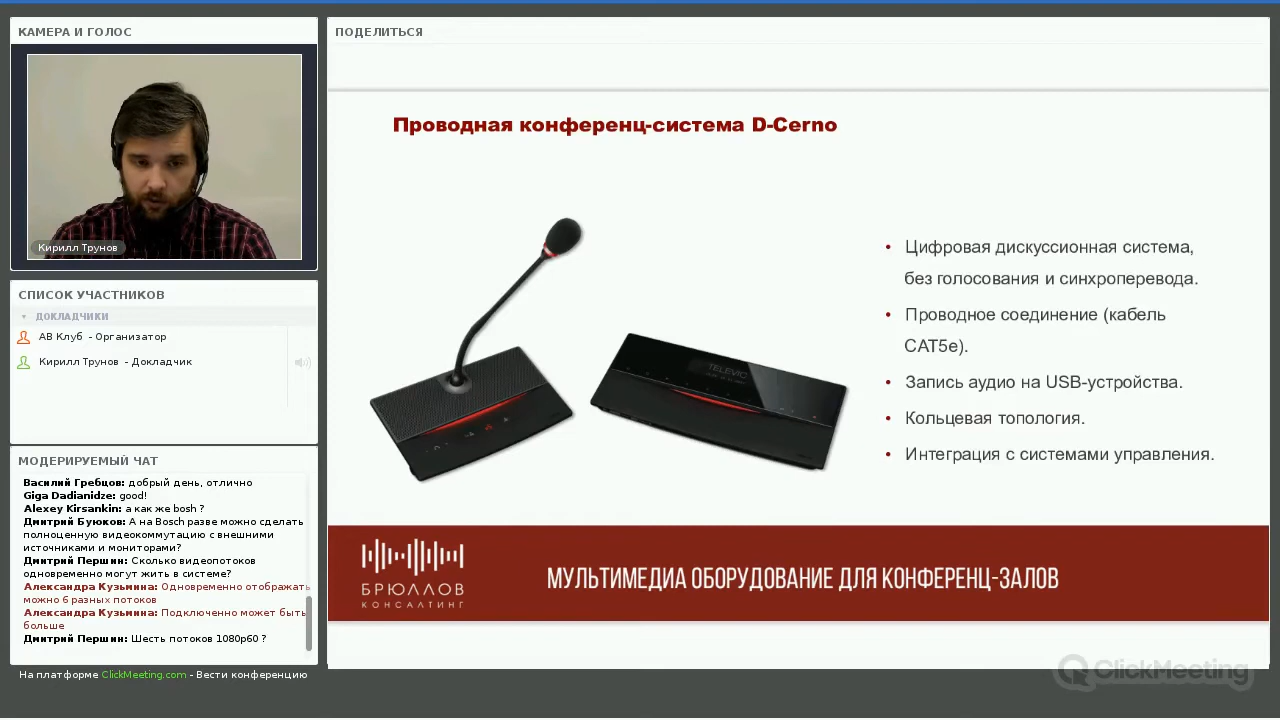 КАМЕРА И ГОЛОС
Кирилл Трунов
СПИСОК УЧАСТНИКОВ
ДОКЛАДЧИКИ
АВ Клуб - Организатор
Кирилл Трунов - Докладчик
МОДЕРИРУЕМЫЙ ЧАТ
Василий Гребцов: добрый день, отлично
Giga Dadianidze: good!
Alexey Kirsankin: а как же bosh ?
Дмитрий Буюков: А на Bosch разве можно сделать
полноценную видеокоммутацию с внешними
источниками и мониторами?
Дмитрий Першин: Сколько видеопотоков
одновременно могут жить в системе?
Александра Кузьмина: Одновременно отображать
можно 6 разных потоков
Александра Кузьмина: Подключенно может быть
больше
Дмитрий Першин: Шесть потоков 1080p60 ?
На платформе ClickMeeting.com - Вести конференцию
ПОДЕЛИТЬСЯ
Проводная конференц-система D-Cerno
TELEVIC
• Цифровая дискуссионная система,
без голосования и синхроперевода.
• Проводное соединение (кабель
CAT5e).
• Запись аудио на USB-устройства.
• Кольцевая топология.
• Интеграция с системами управления.
БРЮЛЛОВ
КОНСАЛТИНГ
МУЛЬТИМЕДИА ОБОРУДОВАНИЕ ДЛЯ КОНФЕРЕНЦ-ЗАЛОВ
ClickMeeting